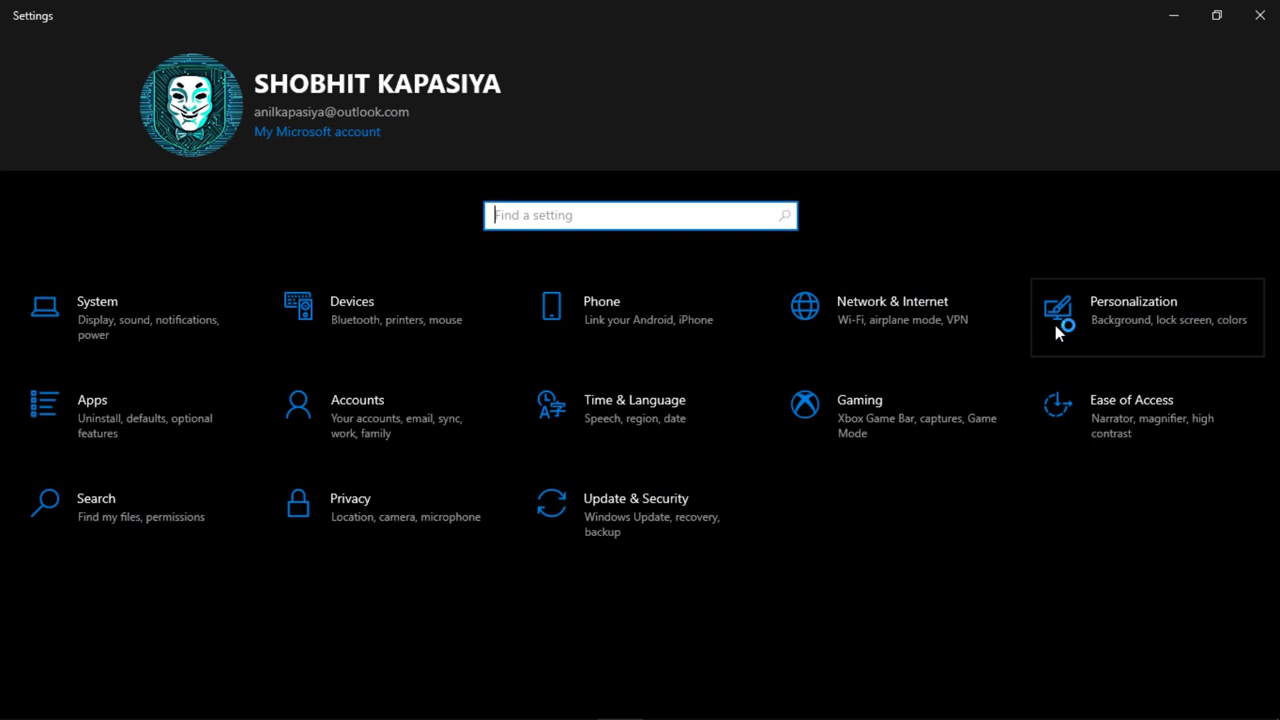 Settings
SHOBHIT KAPASIYA
anilkapasiya@outlook.com
My Microsoft account
Find a setting
System
Display, sound, notifications,
power
Devices
Bluetooth, printers, mouse
Phone
Link your Android, iPhone
Network & Internet
Wi-Fi, airplane mode, VPN
Personalization
Background, lock screen, colors
Apps
Uninstall, defaults, optional
features
Accounts
Your accounts, email, sync,
work, family
Time & Language
Speech, region, date
Gaming
Xbox Game Bar, captures, Game
Mode
Ease of Access
Narrator, magnifier, high
contrast
Search
Find my files, permissions
Privacy
Location, camera, microphone
Update & Security
Windows Update, recovery,
backup